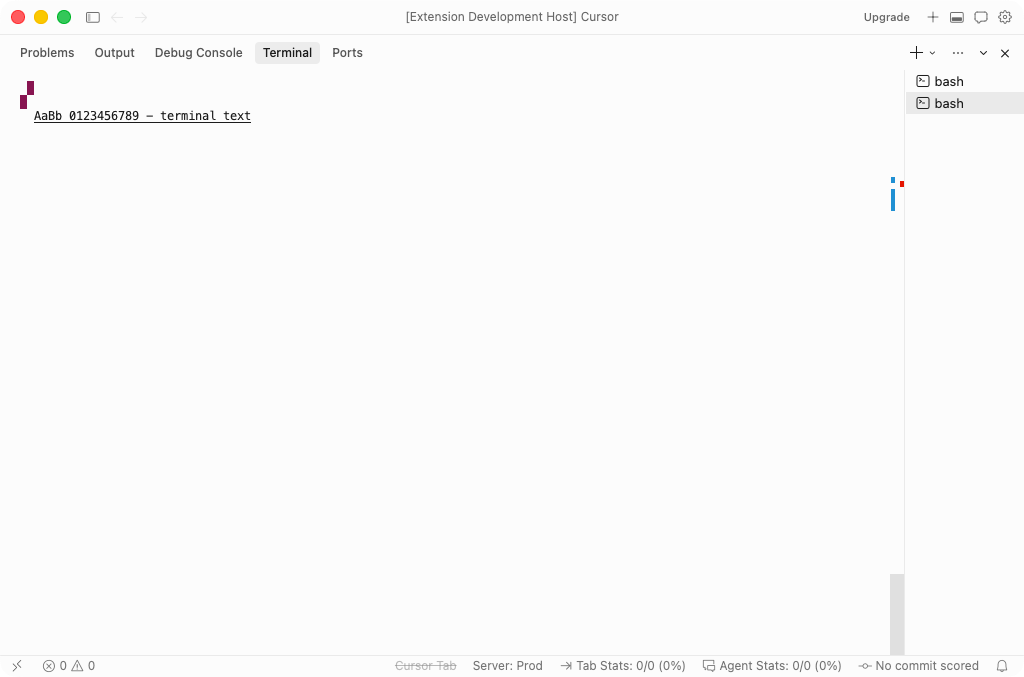 [Extension Development Host] Cursor
Upgrade
Problems
Output
Debug Console
Terminal
Ports
bash
bash
AaBb 0123456789 — terminal text
0
0
Cursor Tab
Server: Prod
Tab Stats: 0/0 (0%)
Agent Stats: 0/0 (0%)
No commit scored